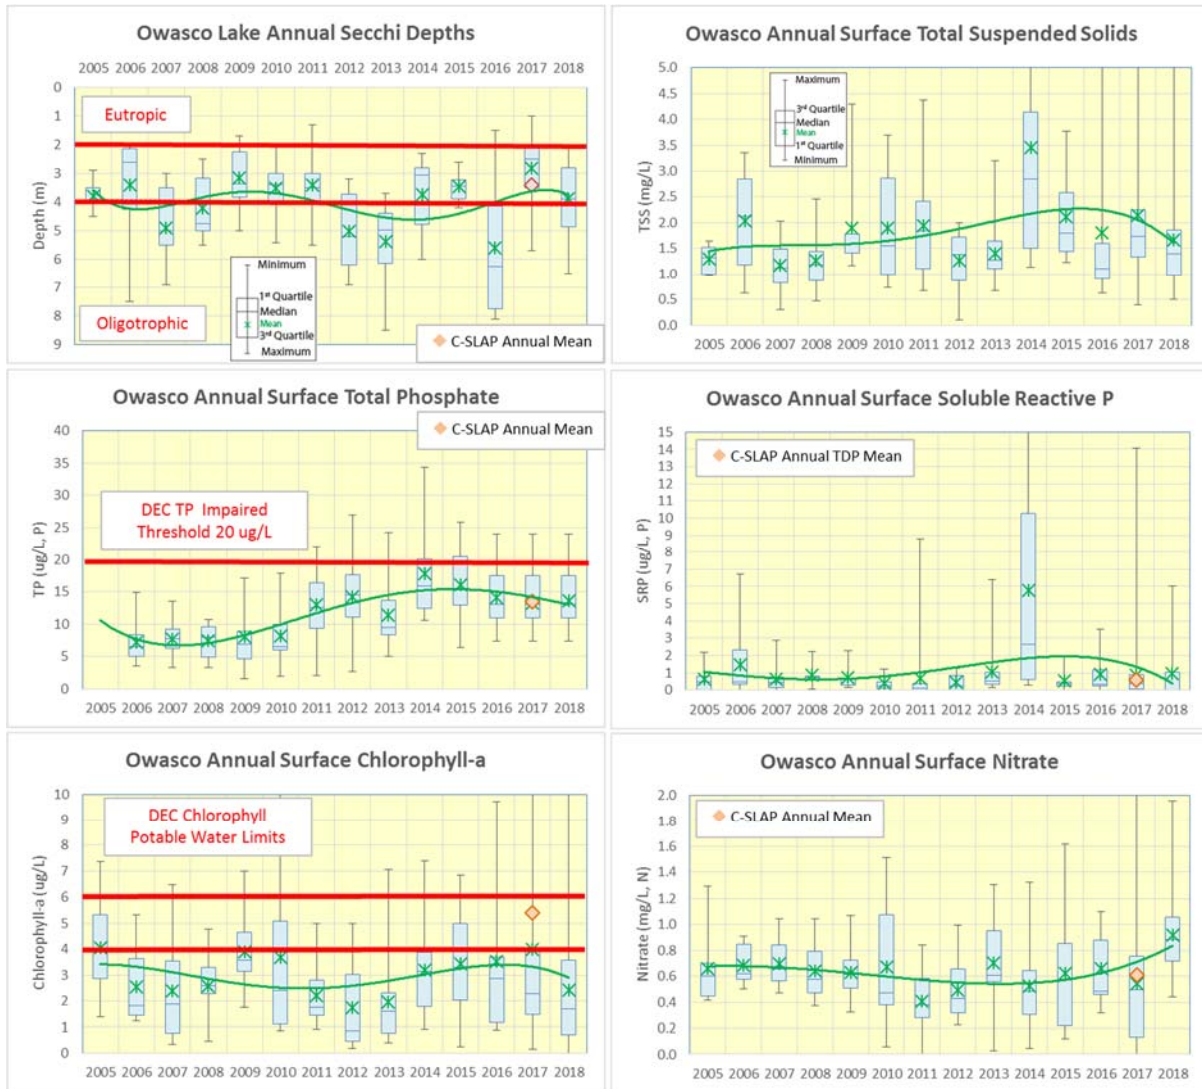 Owasco Lake Annual Secchi Depths
2005 2006 2007 2008 2009 2010 2011 2012 2013 2014 2015 2016 2017 2018
0
1
2
3
4
5
6
7
8
9
Depth (m)
Eutropic
Oligotrophic
Minimum
1st Quartile
Median
Mean
3rd Quartile
Maximum
C-SLAP Annual Mean
Owasco Annual Surface Total Suspended Solids
5.0
4.5
4.0
3.5
3.0
2.5
2.0
1.5
1.0
0.5
0.0
TSS (mg/L)
Maximum
3rd Quartile
Median
Mean
1st Quartile
Minimum
2005 2006 2007 2008 2009 2010 2011 2012 2013 2014 2015 2016 2017 2018
Owasco Annual Surface Total Phosphate
C-SLAP Annual Mean
40
35
30
25
20
15
10
5
0
TP (ug/L, P)
DEC TP Impaired
Threshold 20 ug/L
2005 2006 2007 2008 2009 2010 2011 2012 2013 2014 2015 2016 2017 2018
Owasco Annual Surface Soluble Reactive P
15
14
13
12
11
10
9
8
7
6
5
4
3
2
1
0
SRP (ug/L, P)
C-SLAP Annual TDP Mean
2005 2006 2007 2008 2009 2010 2011 2012 2013 2014 2015 2016 2017 2018
Owasco Annual Surface Chlorophyll-a
10
9
8
7
6
5
4
3
2
1
0
Chlorophyll-a (ug/L)
DEC Chlorophyll
Potable Water Limits
2005 2006 2007 2008 2009 2010 2011 2012 2013 2014 2015 2016 2017 2018
Owasco Annual Surface Nitrate
2.0
1.8
1.6
1.4
1.2
1.0
0.8
0.6
0.4
0.2
0.0
Nitrate (mg/L, N)
C-SLAP Annual Mean
2005 2006 2007 2008 2009 2010 2011 2012 2013 2014 2015 2016 2017 2018